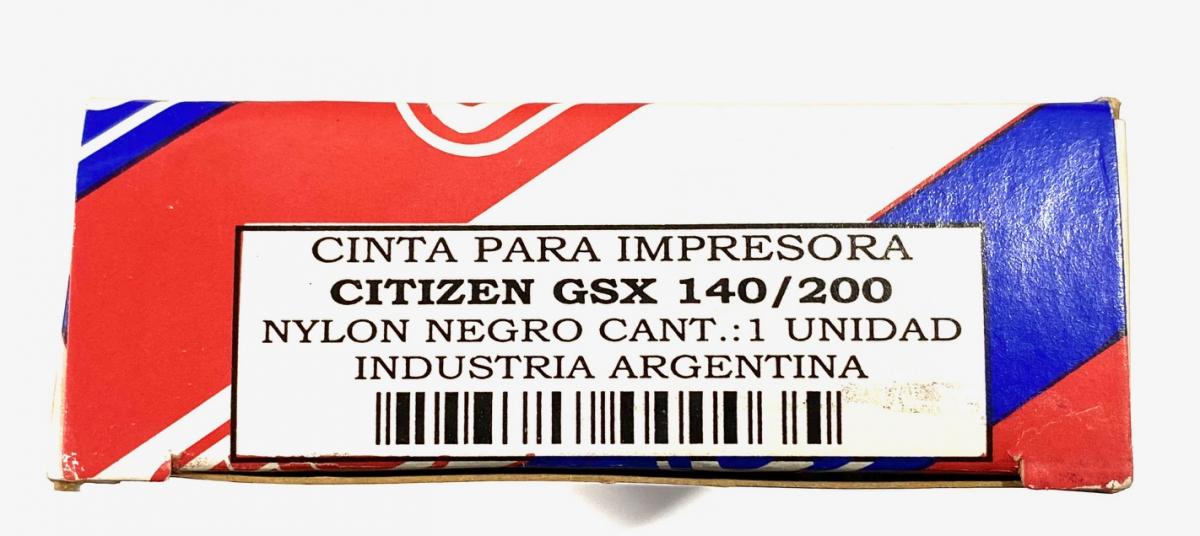 CINTA PARA IMPRESORA
CITIZEN GSX 140/200
NYLON NEGRO CANT.:1 UNIDAD
INDUSTRIA ARGENTINA